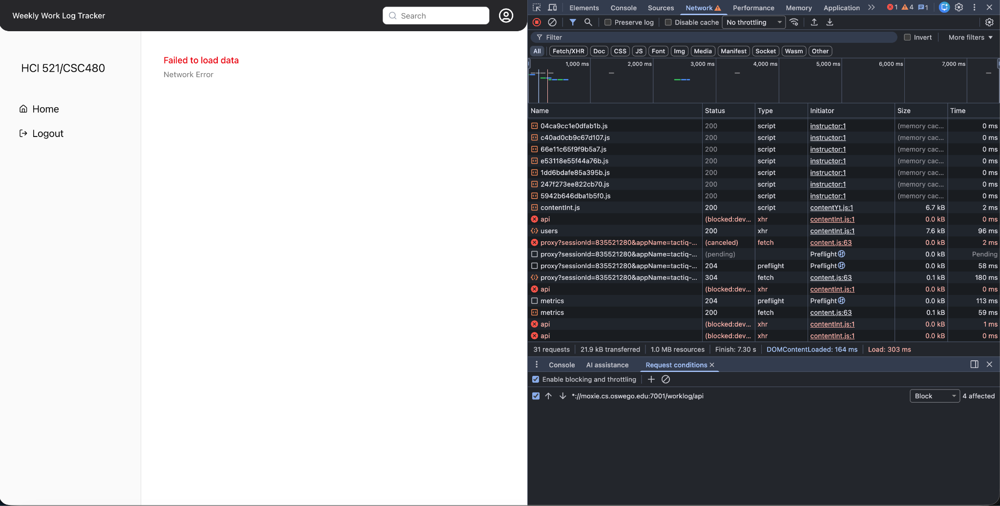 Weekly Work Log Tracker
Search
HCI 521/CSC480
Home
Logout
Failed to load data
Network Error
Elements Console Sources Network Performance Memory Application 1 4 1
Preserve log Disable cache No throttling
Filter Invert More filters
All Fetch/XHR Doc CSS JS Font Img Media Manifest Socket Wasm Other
1,000 ms 2,000 ms 3,000 ms 4,000 ms 5,000 ms 6,000 ms 7,000 ms
Name Status Type Initiator Size Time
04ca9cc1e0dfab1b.js 200 script instructor:1 (memory cac... 0 ms
c40ad0cb9c67d107.js 200 script instructor:1 (memory cac... 0 ms
66e11c65f9f9b5a7.js 200 script instructor:1 (memory cac... 0 ms
e53118e55f44a76b.js 200 script instructor:1 (memory cac... 0 ms
1dd6bdafe85a395b.js 200 script instructor:1 (memory cac... 0 ms
247f273ee822cb70.js 200 script instructor:1 (memory cac... 0 ms
5942b646dba1b5f0.js 200 script instructor:1 (memory cac... 0 ms
contentInt.js 200 script contentYt.js:1 6.7 kB 2 ms
api (blocked:dev... xhr contentInt.js:1 0.0 kB 0 ms
users 200 xhr contentInt.js:1 7.6 kB 96 ms
proxy?sessionId=835521280&appName=tactiq-... (canceled) fetch content.js:63 0.0 kB 2 ms
proxy?sessionId=835521280&appName=tactiq-... (pending) Preflight 0.0 kB Pending
proxy?sessionId=835521280&appName=tactiq-... 204 preflight Preflight 0.0 kB 58 ms
proxy?sessionId=835521280&appName=tactiq-... 304 fetch content.js:63 0.1 kB 180 ms
api (blocked:dev... xhr contentInt.js:1 0.0 kB 0 ms
metrics 204 preflight Preflight 0.0 kB 113 ms
metrics 200 fetch content.js:63 0.1 kB 59 ms
api (blocked:dev... xhr contentInt.js:1 0.0 kB 1 ms
api (blocked:dev... xhr contentInt.js:1 0.0 kB 0 ms
31 requests 21.9 kB transferred 1.0 MB resources Finish: 7.30 s DOMContentLoaded: 164 ms Load: 303 ms
Console AI assistance Request conditions
Enable blocking and throttling
*://moxie.cs.oswego.edu:7001/worklog/api Block 4 affected